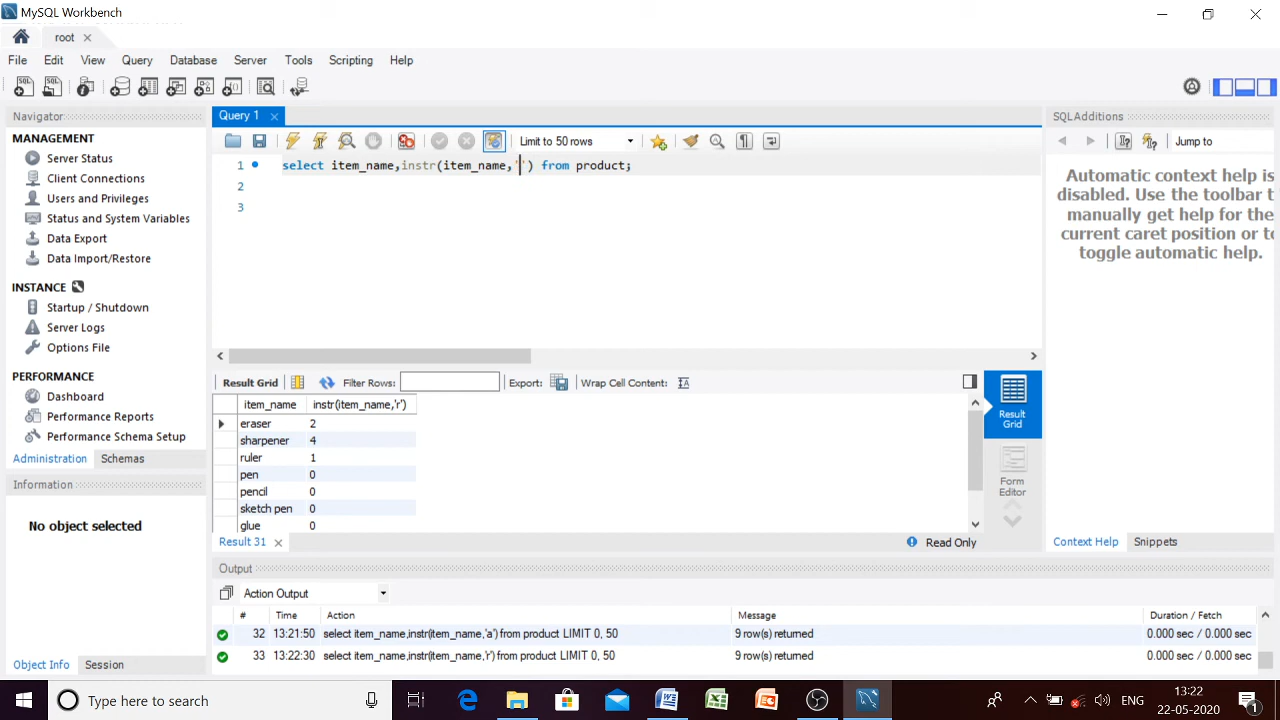 MySQL Workbench
root
File Edit View Query Database Server Tools Scripting Help
Navigator
MANAGEMENT
Server Status
Client Connections
Users and Privileges
Status and System Variables
Data Export
Data Import/Restore
INSTANCE
Startup / Shutdown
Server Logs
Options File
PERFORMANCE
Dashboard
Performance Reports
Performance Schema Setup
Administration Schemas
Information
No object selected
Object Info Session
Query 1
Limit to 50 rows
1 select item_name,instr(item_name,'') from product;
2
3
Result Grid Filter Rows: Export: Wrap Cell Content:
item_name instr(item_name,'r')
eraser 2
sharpener 4
ruler 1
pen 0
pencil 0
sketch pen 0
glue 0
Result Grid
Form Editor
Result 31 Read Only
SQLAdditions
Jump to
Automatic context help is
disabled. Use the toolbar t
manually get help for the
current caret position or to
toggle automatic help.
Context Help Snippets
Output
Action Output
# Time Action Message Duration / Fetch
32 13:21:50 select item_name,instr(item_name,'a') from product LIMIT 0, 50 9 row(s) returned 0.000 sec / 0.000 sec
33 13:22:30 select item_name,instr(item_name,'r') from product LIMIT 0, 50 9 row(s) returned 0.000 sec / 0.000 sec
Type here to search
ENG
13:22
22-05-2020
1